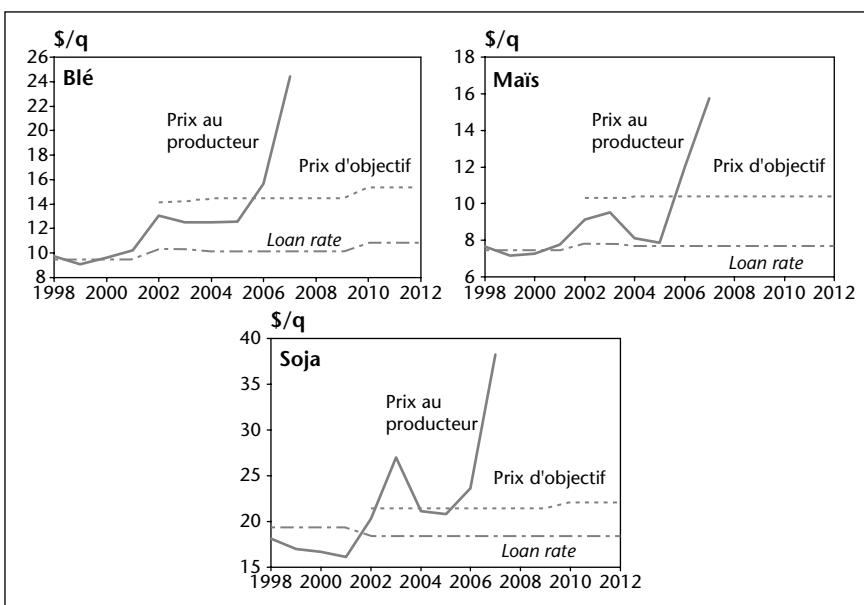 $/q
Blé
26
24
22
20
18
16
14
12
10
8
Prix au
producteur
Prix d'objectif
Loan rate
1998 2000 2002 2004 2006 2008 2010 2012
$/q
Maïs
18
16
14
12
10
8
6
Prix au
producteur
Prix d'objectif
Loan rate
1998 2000 2002 2004 2006 2008 2010 2012
$/q
Soja
40
35
30
25
20
15
Prix au
producteur
Prix d'objectif
Loan rate
1998 2000 2002 2004 2006 2008 2010 2012